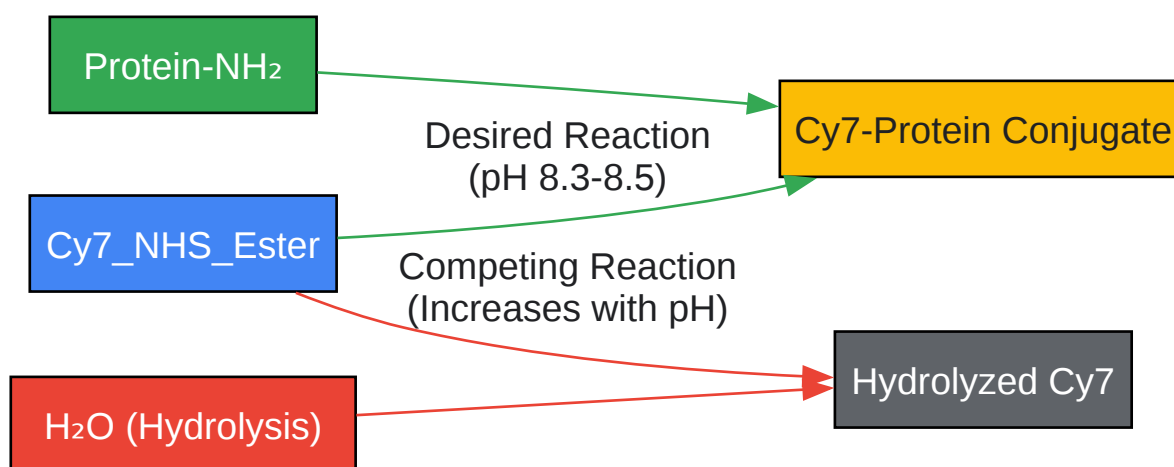 Protein-NH₂
Cy7-Protein Conjugate
Desired Reaction
(pH 8.3-8.5)
Cy7_NHS_Ester
Competing Reaction
(Increases with pH)
Hydrolyzed Cy7
H₂O (Hydrolysis)